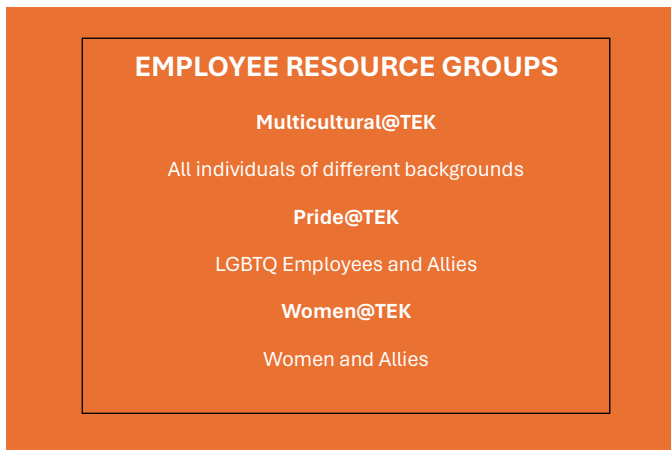 EMPLOYEE RESOURCE GROUPS
Multicultural@TEK
All individuals of different backgrounds
Pride@TEK
LGBTQ Employees and Allies
Women@TEK
Women and Allies